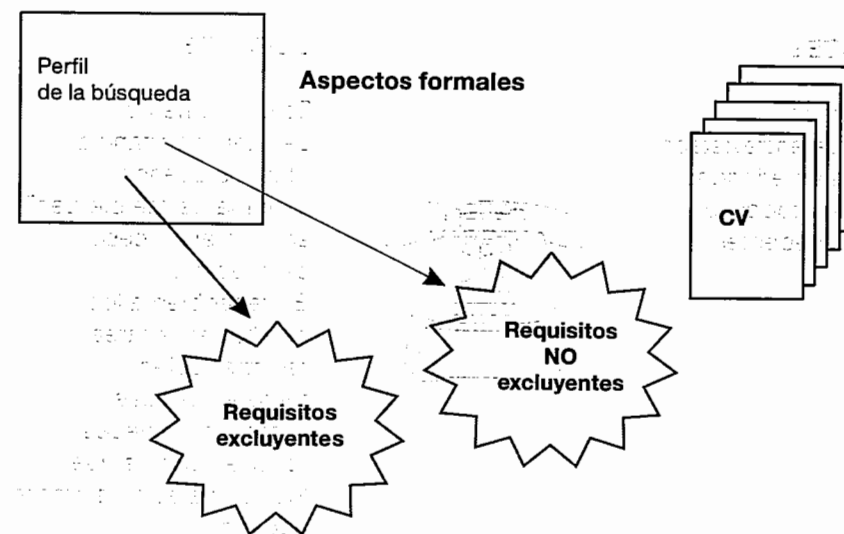 Perfil
de la búsqueda
Aspectos formales
CV
Requisitos
NO
excluyentes
Requisitos
excluyentes